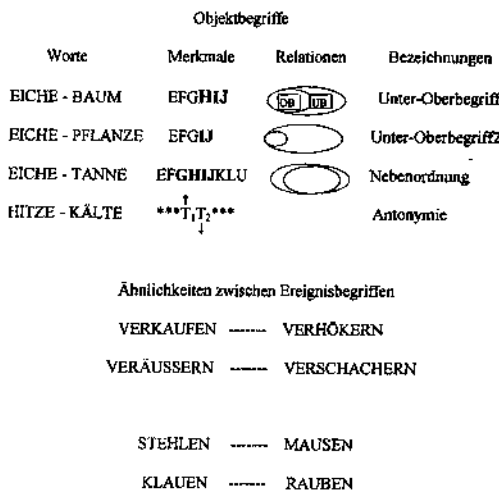 Objektbegriffe
Worte Merkmale Relationen Bezeichnungen
EICHE - BAUM EFGHIJ OB UB Unter-Oberbegriff
EICHE - PFLANZE EFGIJ Unter-Oberbegriff2
EICHE - TANNE EFGHIJKLU Nebenordnung
HITZE - KÄLTE ***T₁T₂*** Antonymie
Ähnlichkeiten zwischen Ereignisbegriffen
VERKAUFEN ------- VERHÖKERN
VERÄUSSERN ------- VERSCHACHERN
STEHLEN ------- MAUSEN
KLAUEN ------- RAUBEN